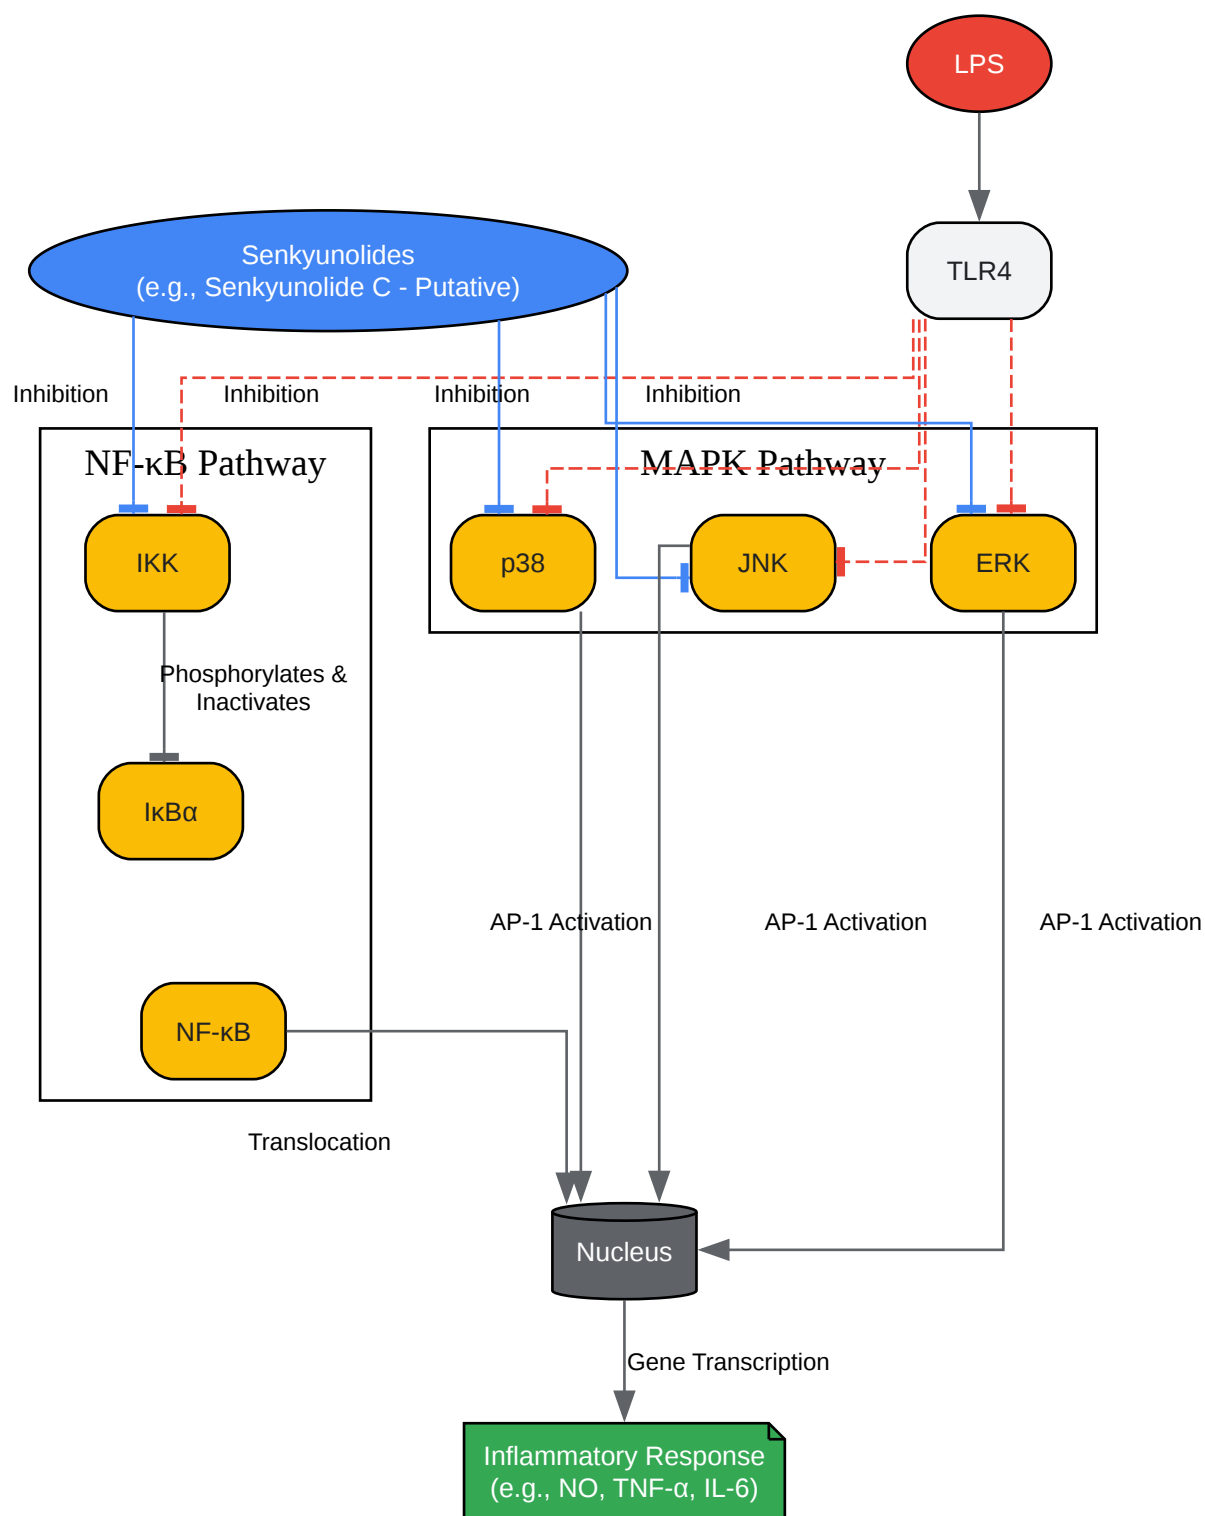 LPS
Senkyunolides
(e.g., Senkyunolide C - Putative)
TLR4
Inhibition
Inhibition
Inhibition
Inhibition
NF-κB Pathway
MAPK Pathway
IKK
p38
JNK
ERK
Phosphorylates &
Inactivates
IκBα
AP-1 Activation
AP-1 Activation
AP-1 Activation
NF-κB
Translocation
Nucleus
Gene Transcription
Inflammatory Response
(e.g., NO, TNF-α, IL-6)